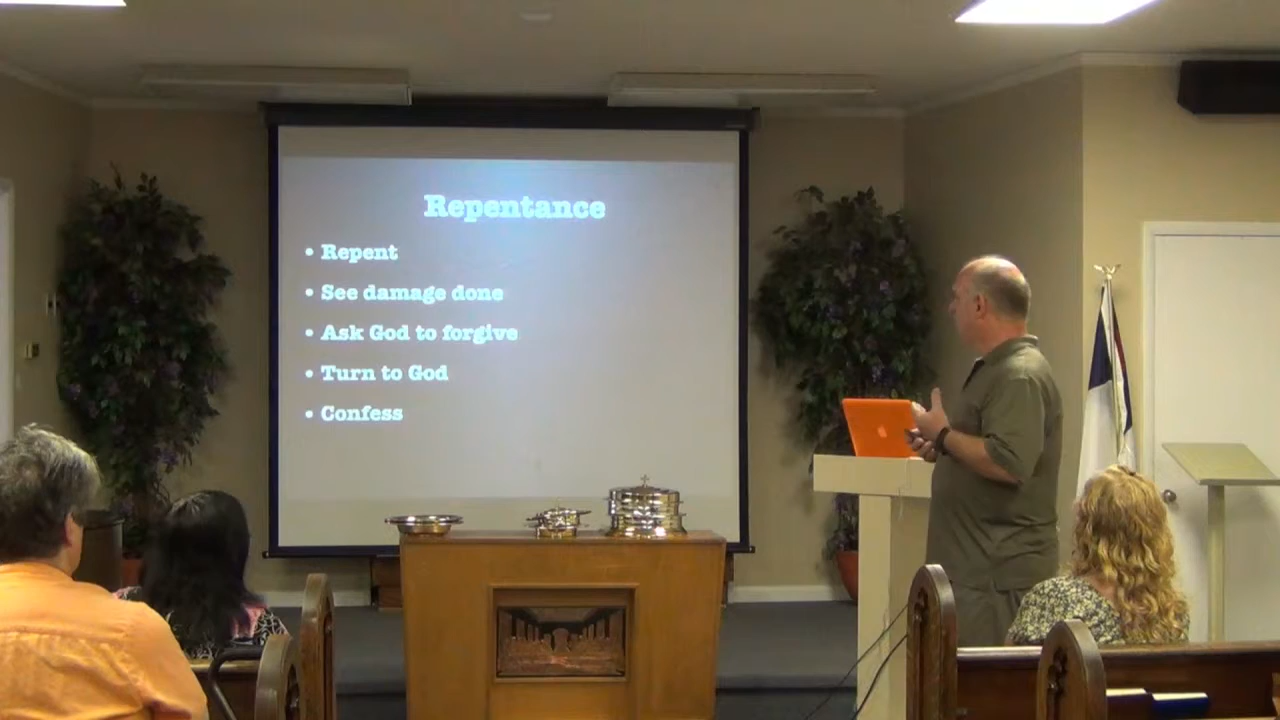 Repentance
• Repent
• See damage done
• Ask God to forgive
• Turn to God
• Confess